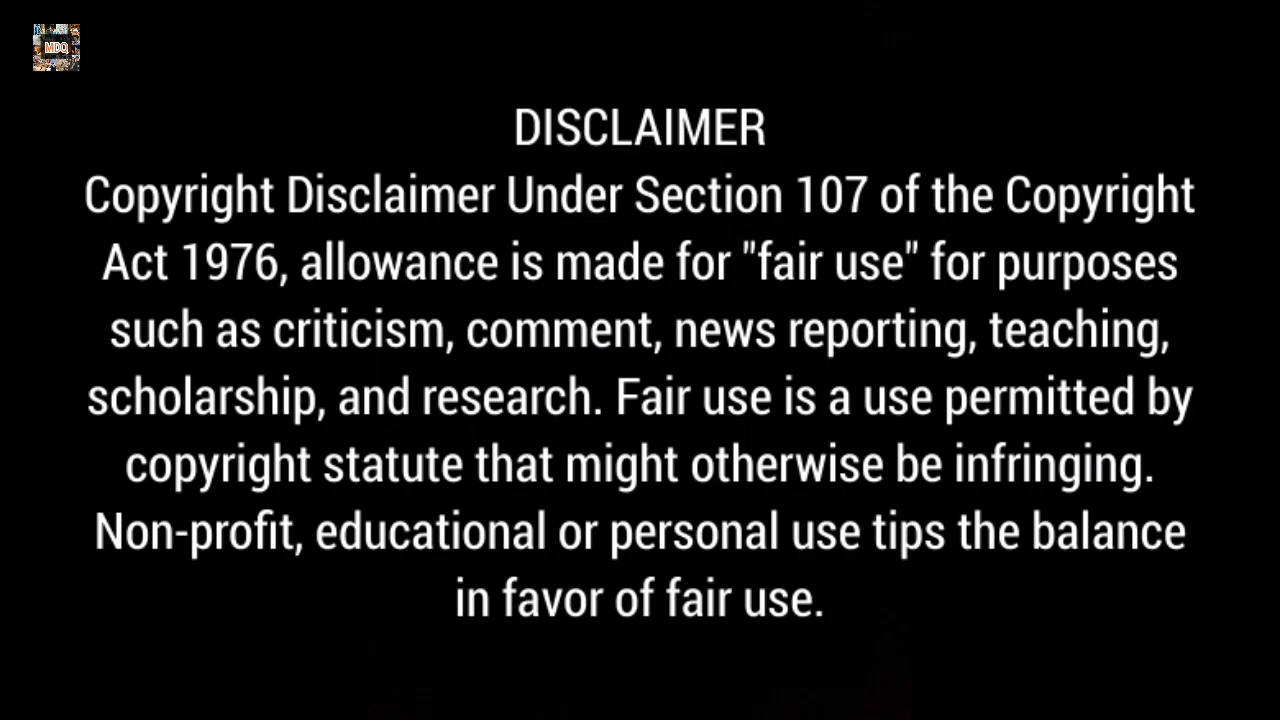 MDQ
DISCLAIMER
Copyright Disclaimer Under Section 107 of the Copyright
Act 1976, allowance is made for "fair use" for purposes
such as criticism, comment, news reporting, teaching,
scholarship, and research. Fair use is a use permitted by
copyright statute that might otherwise be infringing.
Non-profit, educational or personal use tips the balance
in favor of fair use.